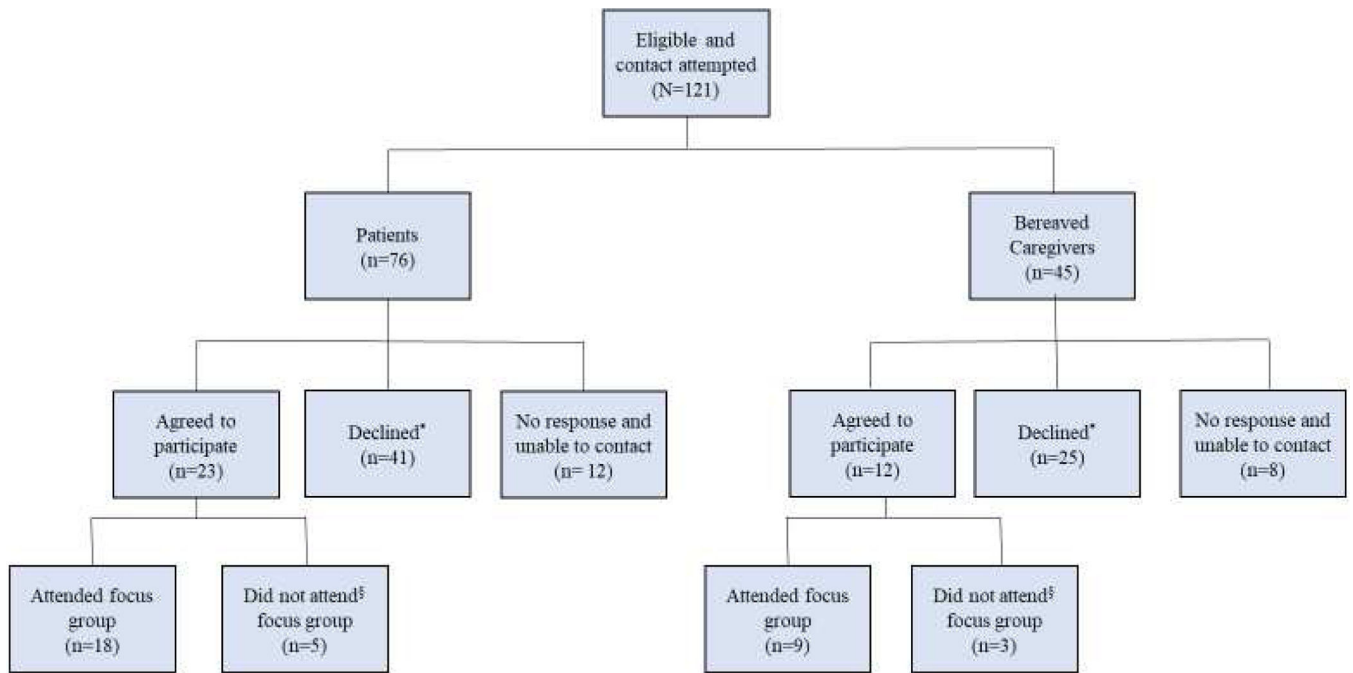 Eligible and
contact attempted
(N=121)
Patients
(n=76)
Bereaved
Caregivers
(n=45)
Agreed to
participate
(n=23)
Declined*
(n=41)
No response and
unable to contact
(n= 12)
Agreed to
participate
(n=12)
Declined*
(n=25)
No response and
unable to contact
(n=8)
Attended focus
group
(n=18)
Did not attend§
focus group
(n=5)
Attended focus
group
(n=9)
Did not attend§
focus group
(n=3)